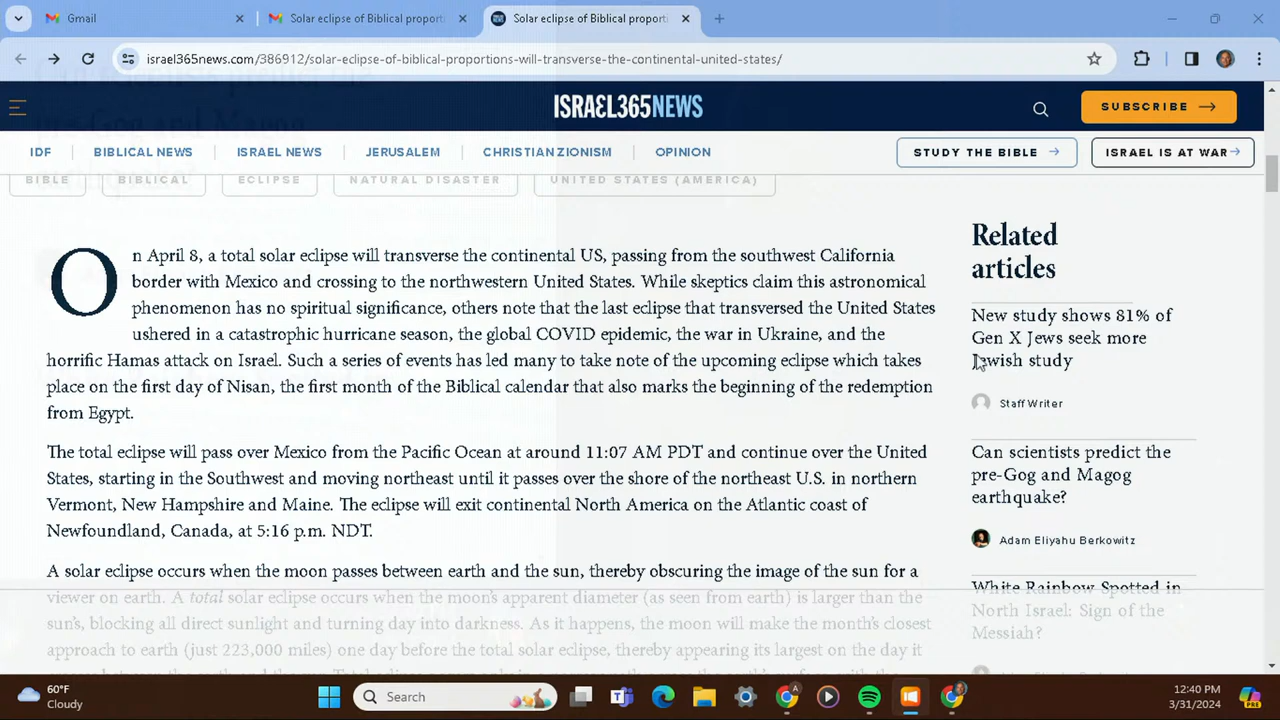 Gmail
Solar eclipse of Biblical proporti
Solar eclipse of Biblical proporti
israel365news.com/386912/solar-eclipse-of-biblical-proportions-will-transverse-the-continental-united-states/
ISRAEL365NEWS
SUBSCRIBE
IDF
BIBLICAL NEWS
ISRAEL NEWS
JERUSALEM
CHRISTIAN ZIONISM
OPINION
STUDY THE BIBLE
ISRAEL IS AT WAR
BIBLE
BIBLICAL
ECLIPSE
NATURAL DISASTER
UNITED STATES (AMERICA)
On April 8, a total solar eclipse will transverse the continental US, passing from the southwest California
border with Mexico and crossing to the northwestern United States. While skeptics claim this astronomical
phenomenon has no spiritual significance, others note that the last eclipse that transversed the United States
ushered in a catastrophic hurricane season, the global COVID epidemic, the war in Ukraine, and the
horrific Hamas attack on Israel. Such a series of events has led many to take note of the upcoming eclipse which takes
place on the first day of Nisan, the first month of the Biblical calendar that also marks the beginning of the redemption
from Egypt.
The total eclipse will pass over Mexico from the Pacific Ocean at around 11:07 AM PDT and continue over the United
States, starting in the Southwest and moving northeast until it passes over the shore of the northeast U.S. in northern
Vermont, New Hampshire and Maine. The eclipse will exit continental North America on the Atlantic coast of
Newfoundland, Canada, at 5:16 p.m. NDT.
A solar eclipse occurs when the moon passes between earth and the sun, thereby obscuring the image of the sun for a
viewer on earth. A total solar eclipse occurs when the moon's apparent diameter (as seen from earth) is larger than the
sun's, blocking all direct sunlight and turning day into darkness. As it happens, the moon will make the month's closest
approach to earth (just 223,000 miles) one day before the total solar eclipse, thereby appearing its largest on the day it
Related
articles
New study shows 81% of
Gen X Jews seek more
Jewish study
Staff Writer
Can scientists predict the
pre-Gog and Magog
earthquake?
Adam Eliyahu Berkowitz
White Rainbow Spotted in
North Israel: Sign of the
Messiah?
60°F
Cloudy
Search
12:40 PM
3/31/2024
PRE